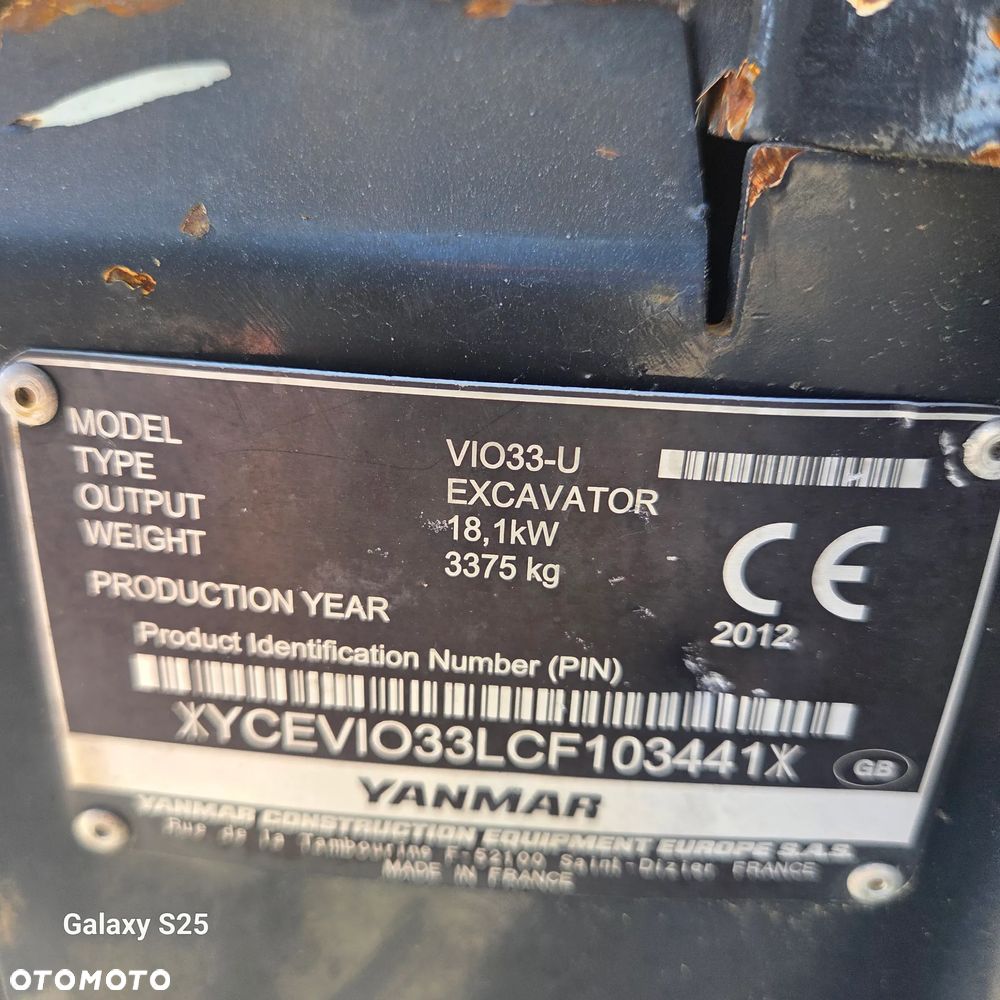 MODEL VIO33-U
TYPE EXCAVATOR
OUTPUT 18,1kW
WEIGHT 3375 kg
PRODUCTION YEAR 2012
CE
Product Identification Number (PIN)
*YCEVIO33LCF103441*
GB
YANMAR
YANMAR CONSTRUCTION EQUIPMENT EUROPE S.A.S.
Rue de la Tambourine F-52100 Saint-Dizier FRANCE
MADE IN FRANCE
Galaxy S25
OTOMOTO